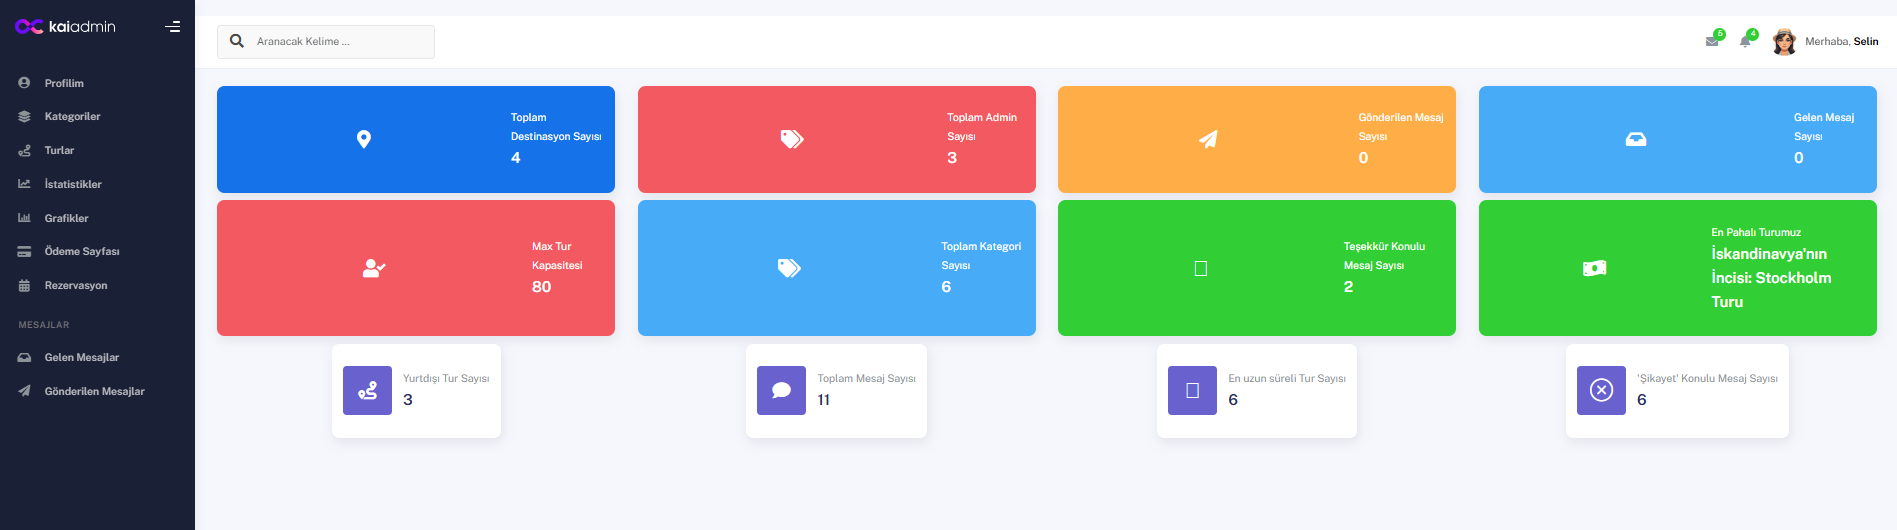 kaiadmin
Aranacak Kelime ...
5
4
Merhaba, Selin
Profilim
Kategoriler
Turlar
İstatistikler
Grafikler
Ödeme Sayfası
Rezervasyon
MESAJLAR
Gelen Mesajlar
Gönderilen Mesajlar
Toplam
Destinasyon Sayısı
4
Toplam Admin
Sayısı
3
Gönderilen Mesaj
Sayısı
0
Gelen Mesaj
Sayısı
0
Max Tur
Kapasitesi
80
Toplam Kategori
Sayısı
6
Teşekkür Konulu
Mesaj Sayısı
2
En Pahalı Turumuz
İskandinavya'nın
İncisi: Stockholm
Turu
Yurtdışı Tur Sayısı
3
Toplam Mesaj Sayısı
11
En uzun süreli Tur Sayısı
6
'Şikayet' Konulu Mesaj Sayısı
6